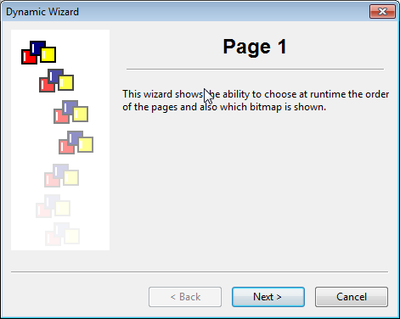 Dynamic Wizard
Page 1
This wizard shows the ability to choose at runtime the order
of the pages and also which bitmap is shown.
< Back
Next >
Cancel